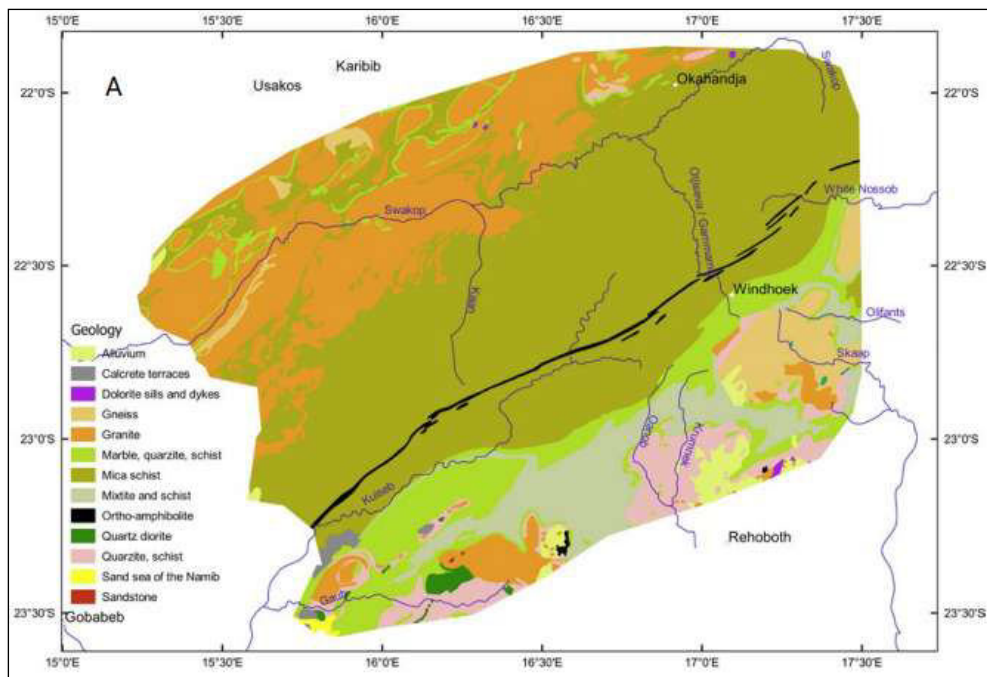 15°0'E 15°30'E 16°0'E 16°30'E 17°0'E 17°30'E
A
Karibib
Usakos
Okahandja
Swakop
22°0'S 22°0'S
White Nossob
Swakop
Otjiseva / Gammams
Khan
22°30'S 22°30'S
Windhoek
Olifants
Skaap
Geology
Alluvium
Calcrete terraces
Dolorite sills and dykes
Gneiss
Granite
Marble, quarzite, schist
Mica schist
Mixtite and schist
Ortho-amphibolite
Quartz diorite
Quarzite, schist
Sand sea of the Namib
Sandstone
23°0'S 23°0'S
Kuiseb
Rehoboth
23°30'S 23°30'S
Gobabeb
15°0'E 15°30'E 16°0'E 16°30'E 17°0'E 17°30'E